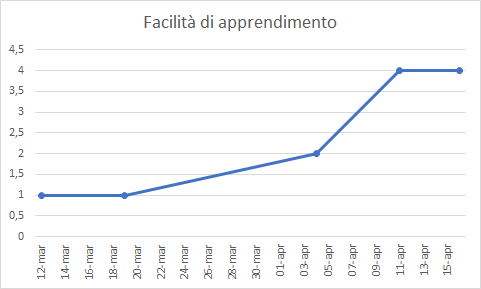 Facilità di apprendimento
4,5
4
3,5
3
2,5
2
1,5
1
0,5
0
12-mar
14-mar
16-mar
18-mar
20-mar
22-mar
24-mar
26-mar
28-mar
30-mar
01-apr
03-apr
05-apr
07-apr
09-apr
11-apr
13-apr
15-apr